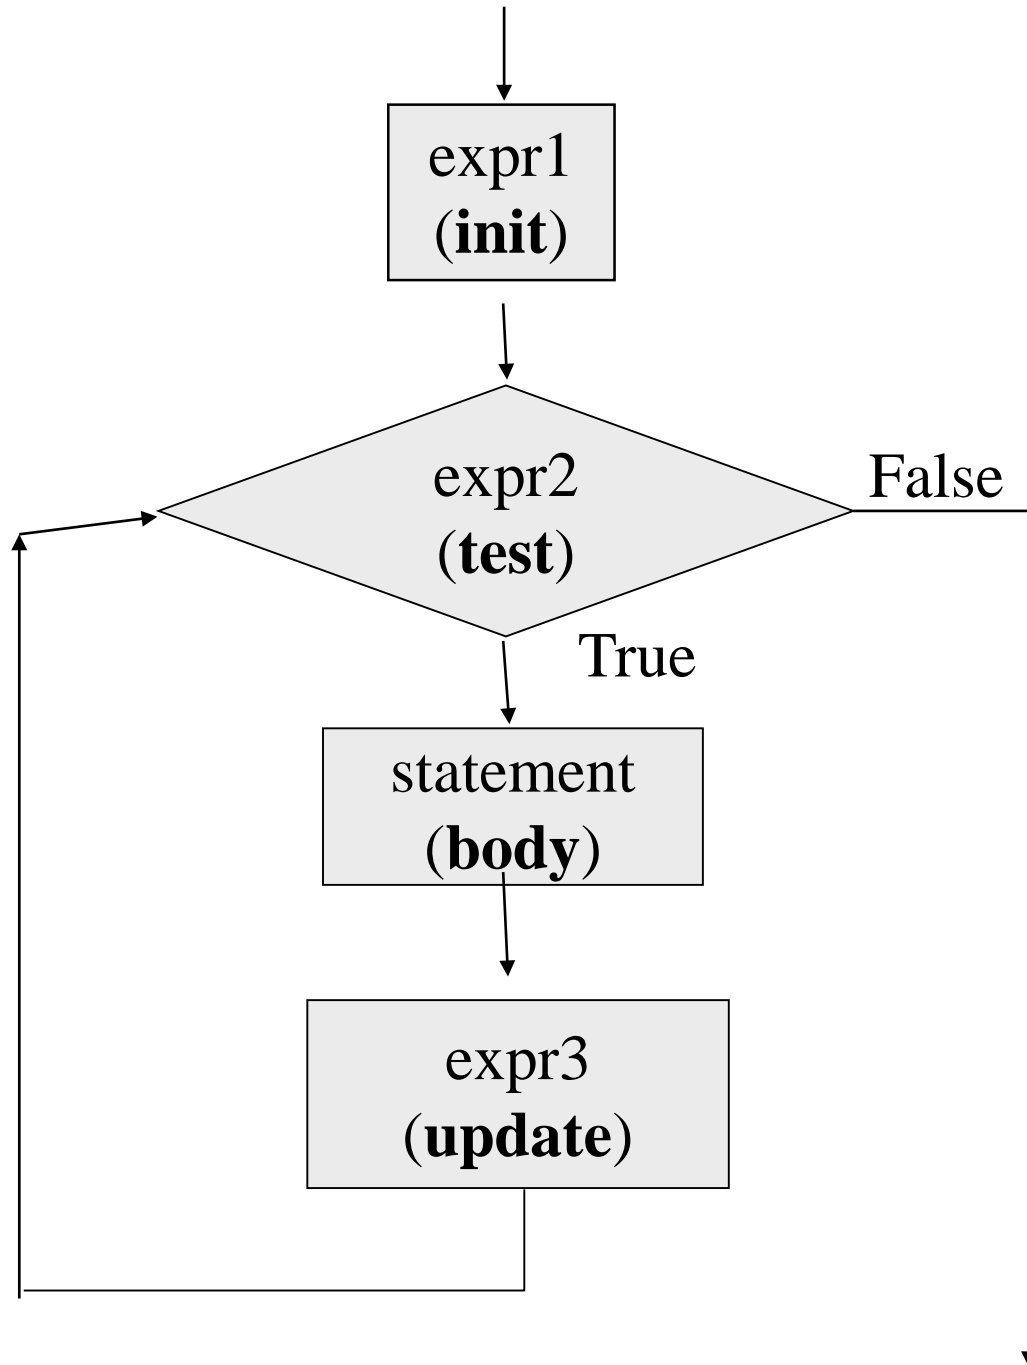 expr1
(init)
expr2
(test)
False
True
statement
(body)
expr3
(update)